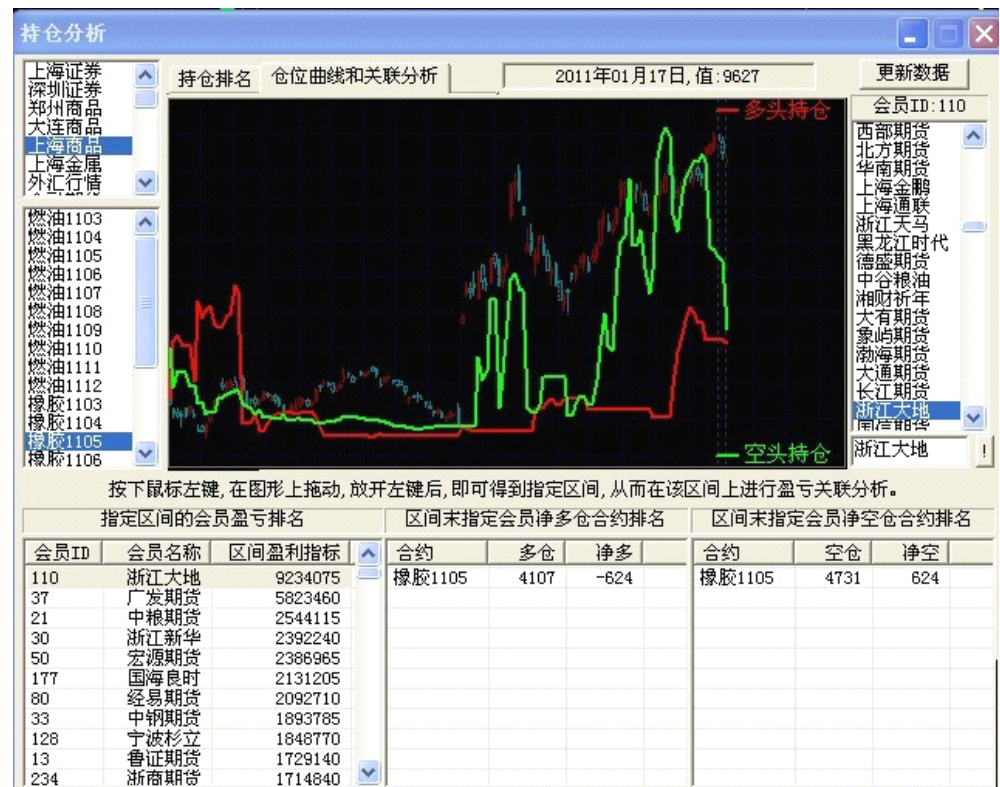 持仓分析
上海证券
深圳证券
郑州商品
大连商品
上海商品
上海金属
外汇行情
燃油1103
燃油1104
燃油1105
燃油1106
燃油1107
燃油1108
燃油1109
燃油1110
燃油1111
燃油1112
橡胶1103
橡胶1104
橡胶1105
橡胶1106
持仓排名 仓位曲线和关联分析 2011年01月17日,值:9627 更新数据
多头持仓
空头持仓
会员ID:110
西部期货
北方期货
华南期货
上海金鹏
上海通联
浙江天马
黑龙江时代
德盛期货
中谷粮油
湘财祈年
大有期货
象屿期货
渤海期货
大通期货
长江期货
浙江大地
国信期货
浙江大地 !
按下鼠标左键,在图形上拖动,放开左键后,即可得到指定区间,从而在该区间上进行盈亏关联分析。
指定区间的会员盈亏排名 区间末指定会员净多仓合约排名 区间末指定会员净空仓合约排名
会员ID 会员名称 区间盈利指标 合约 多仓 净多 合约 空仓 净空
110 浙江大地 9234075 橡胶1105 4107 -624 橡胶1105 4731 624
37 广发期货 5823460
21 中粮期货 2544115
30 浙江新华 2392240
50 宏源期货 2386965
177 国海良时 2131205
80 经易期货 2092710
33 中钢期货 1893785
128 宁波杉立 1848770
13 鲁证期货 1729140
234 浙商期货 1714840